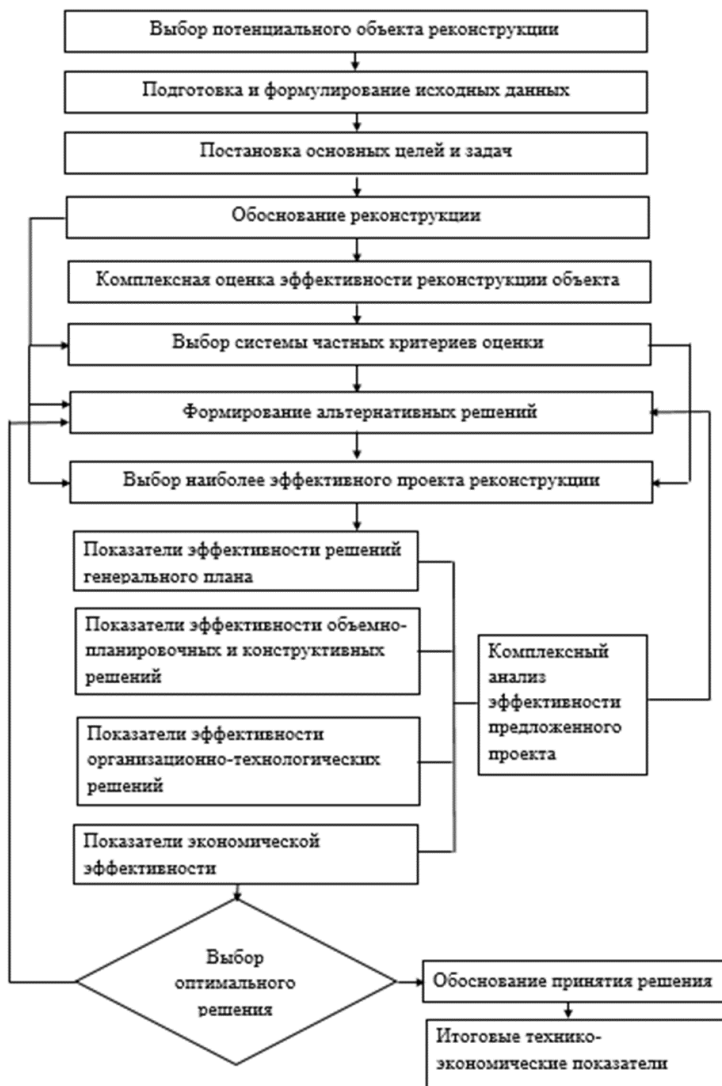 Выбор потенциального объекта реконструкции
Подготовка и формулирование исходных данных
Постановка основных целей и задач
Обоснование реконструкции
Комплексная оценка эффективности реконструкции объекта
Выбор системы частных критериев оценки
Формирование альтернативных решений
Выбор наиболее эффективного проекта реконструкции
Показатели эффективности решений
генерального плана
Показатели эффективности объемно-
планировочных и конструктивных
решений
Показатели эффективности
организационно-технологических
решений
Показатели экономической
эффективности
Комплексный
анализ
эффективности
предложенного
проекта
Выбор
оптимального
решения
Обоснование принятия решения
Итоговые технико-
экономические показатели